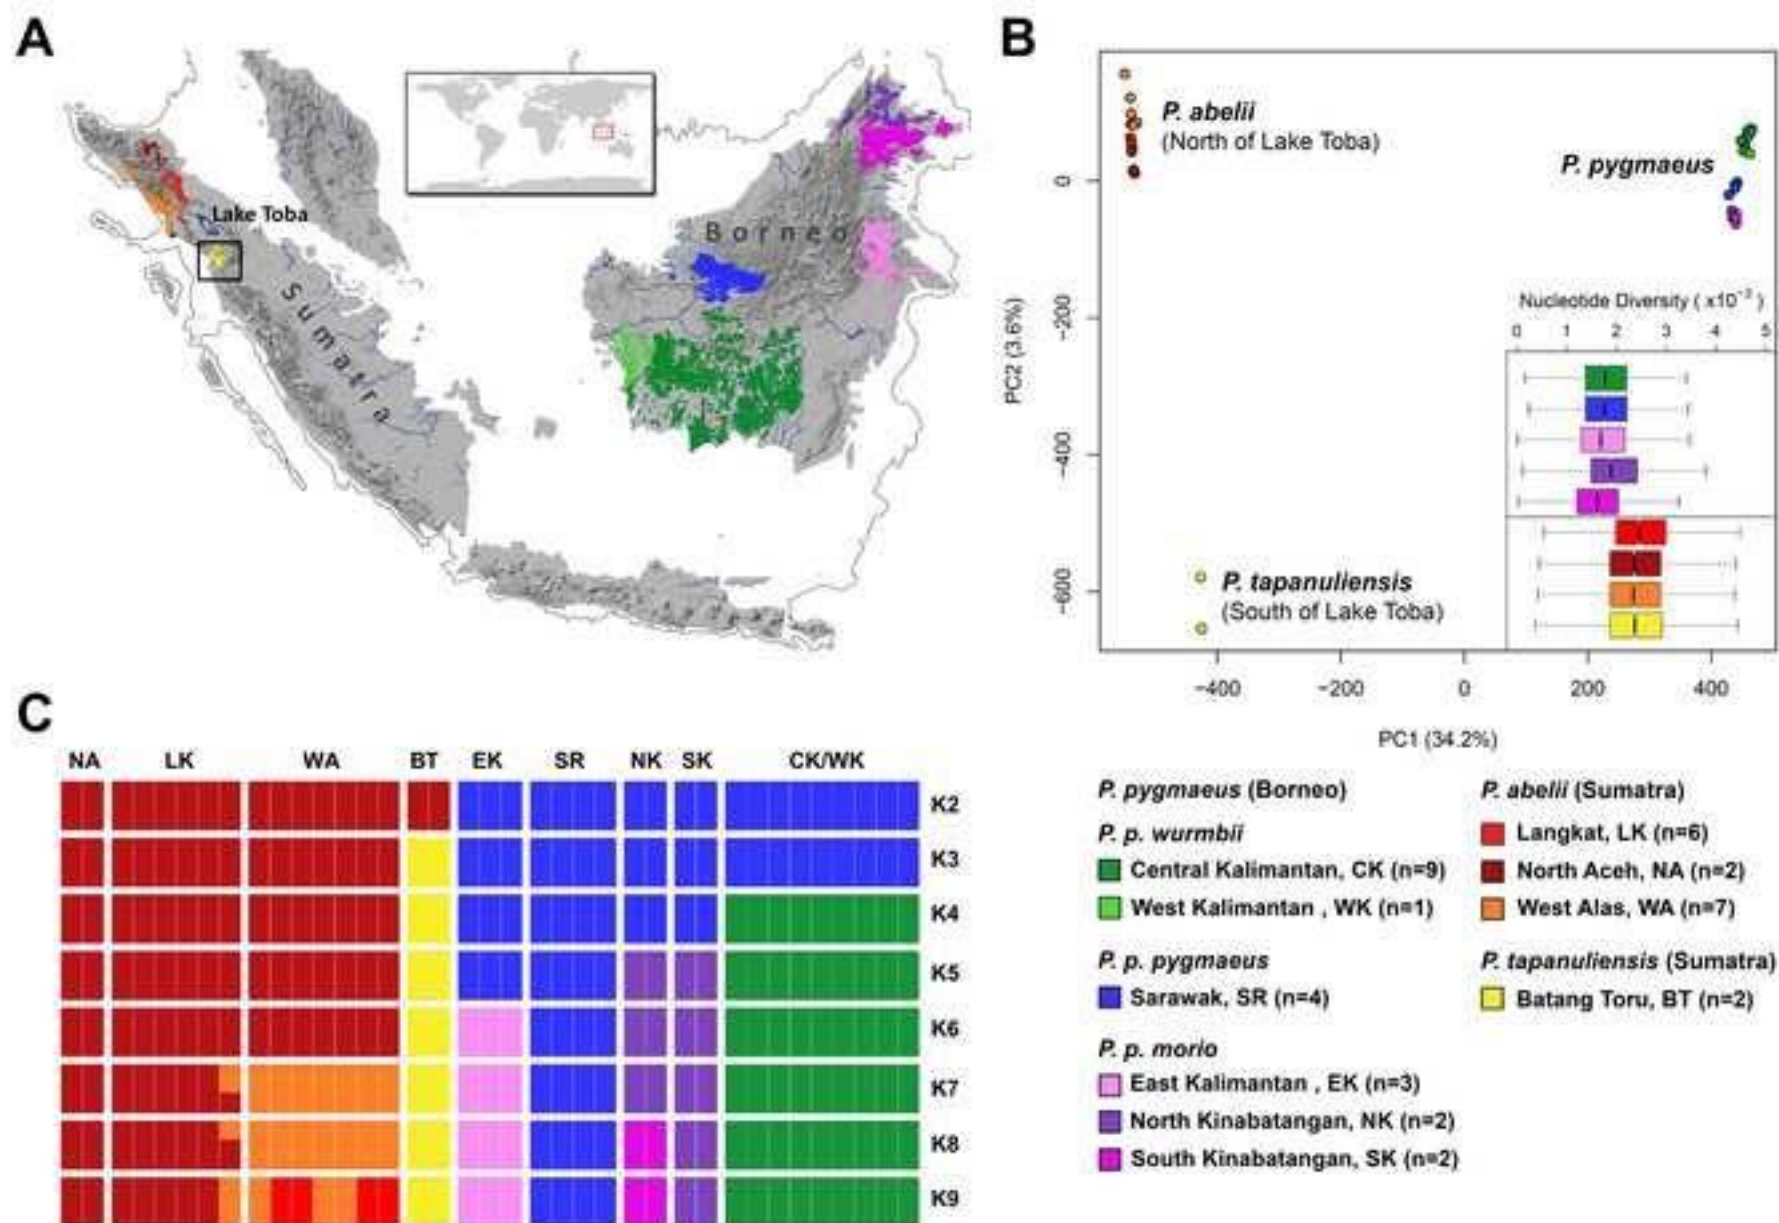 A
Lake Toba
Sumatra
Borneo
B
P. abelii
(North of Lake Toba)
P. pygmaeus
P. tapanuliensis
(South of Lake Toba)
PC2 (3.6%)
0
−200
−400
−600
Nucleotide Diversity ( x10⁻³ )
0 1 2 3 4 5
−400 −200 0 200 400
PC1 (34.2%)
C
NA LK WA BT EK SR NK SK CK/WK
K2
K3
K4
K5
K6
K7
K8
K9
P. pygmaeus (Borneo)
P. p. wurmbii
Central Kalimantan, CK (n=9)
West Kalimantan , WK (n=1)
P. p. pygmaeus
Sarawak, SR (n=4)
P. p. morio
East Kalimantan , EK (n=3)
North Kinabatangan, NK (n=2)
South Kinabatangan, SK (n=2)
P. abelii (Sumatra)
Langkat, LK (n=6)
North Aceh, NA (n=2)
West Alas, WA (n=7)
P. tapanuliensis (Sumatra)
Batang Toru, BT (n=2)